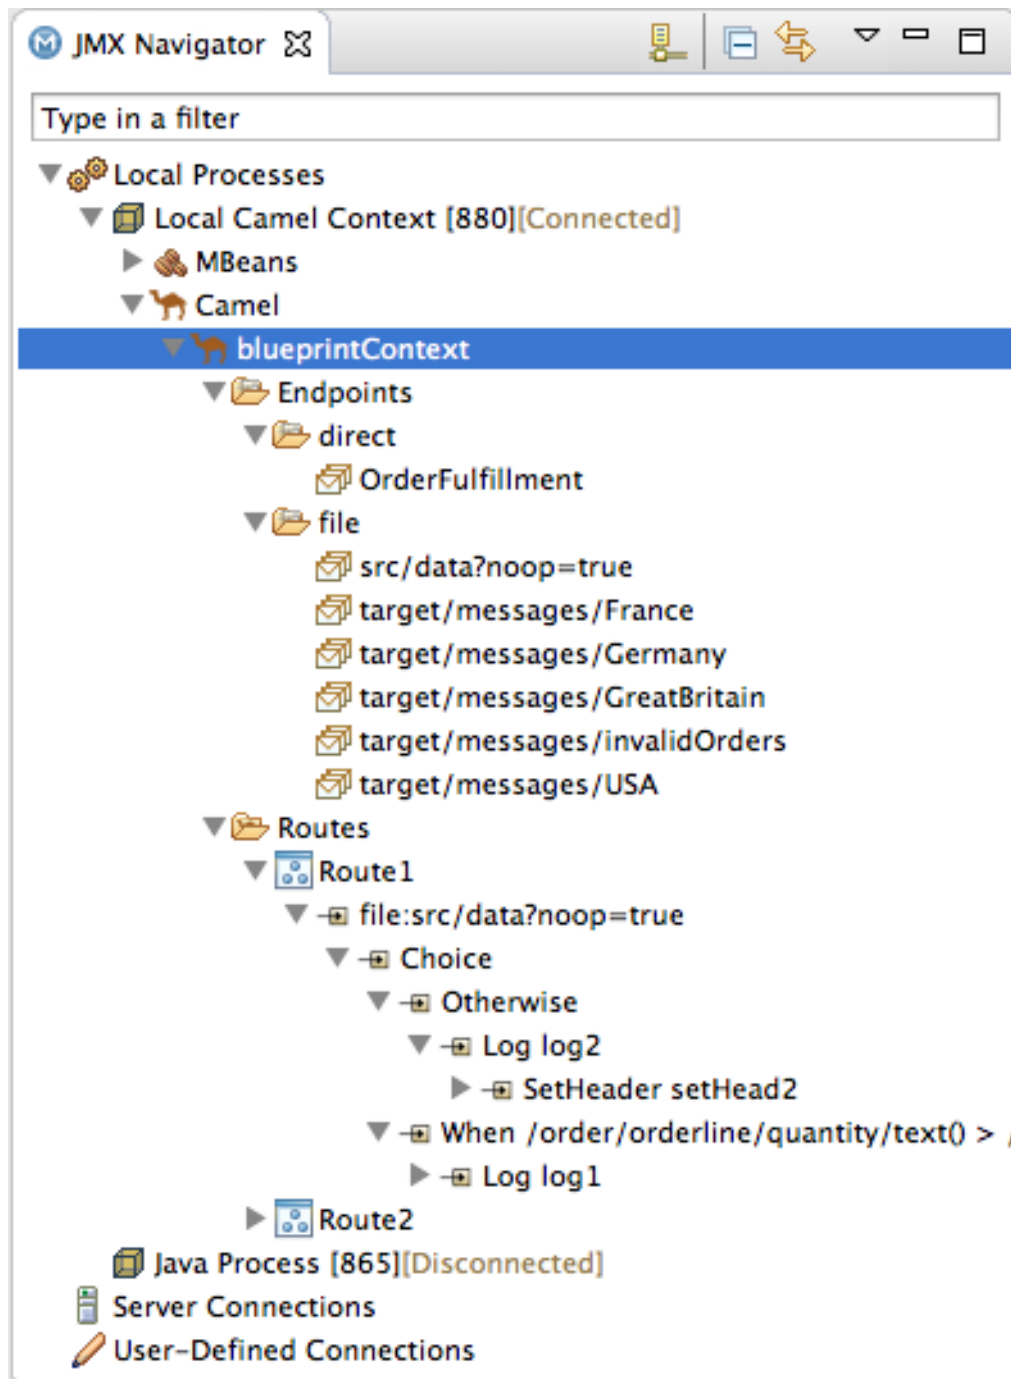 JMX Navigator
Type in a filter
Local Processes
Local Camel Context [880][Connected]
MBeans
Camel
blueprintContext
Endpoints
direct
OrderFulfillment
file
src/data?noop=true
target/messages/France
target/messages/Germany
target/messages/GreatBritain
target/messages/invalidOrders
target/messages/USA
Routes
Route1
file:src/data?noop=true
Choice
Otherwise
Log log2
SetHeader setHead2
When /order/orderline/quantity/text() > /
Log log1
Route2
Java Process [865][Disconnected]
Server Connections
User-Defined Connections